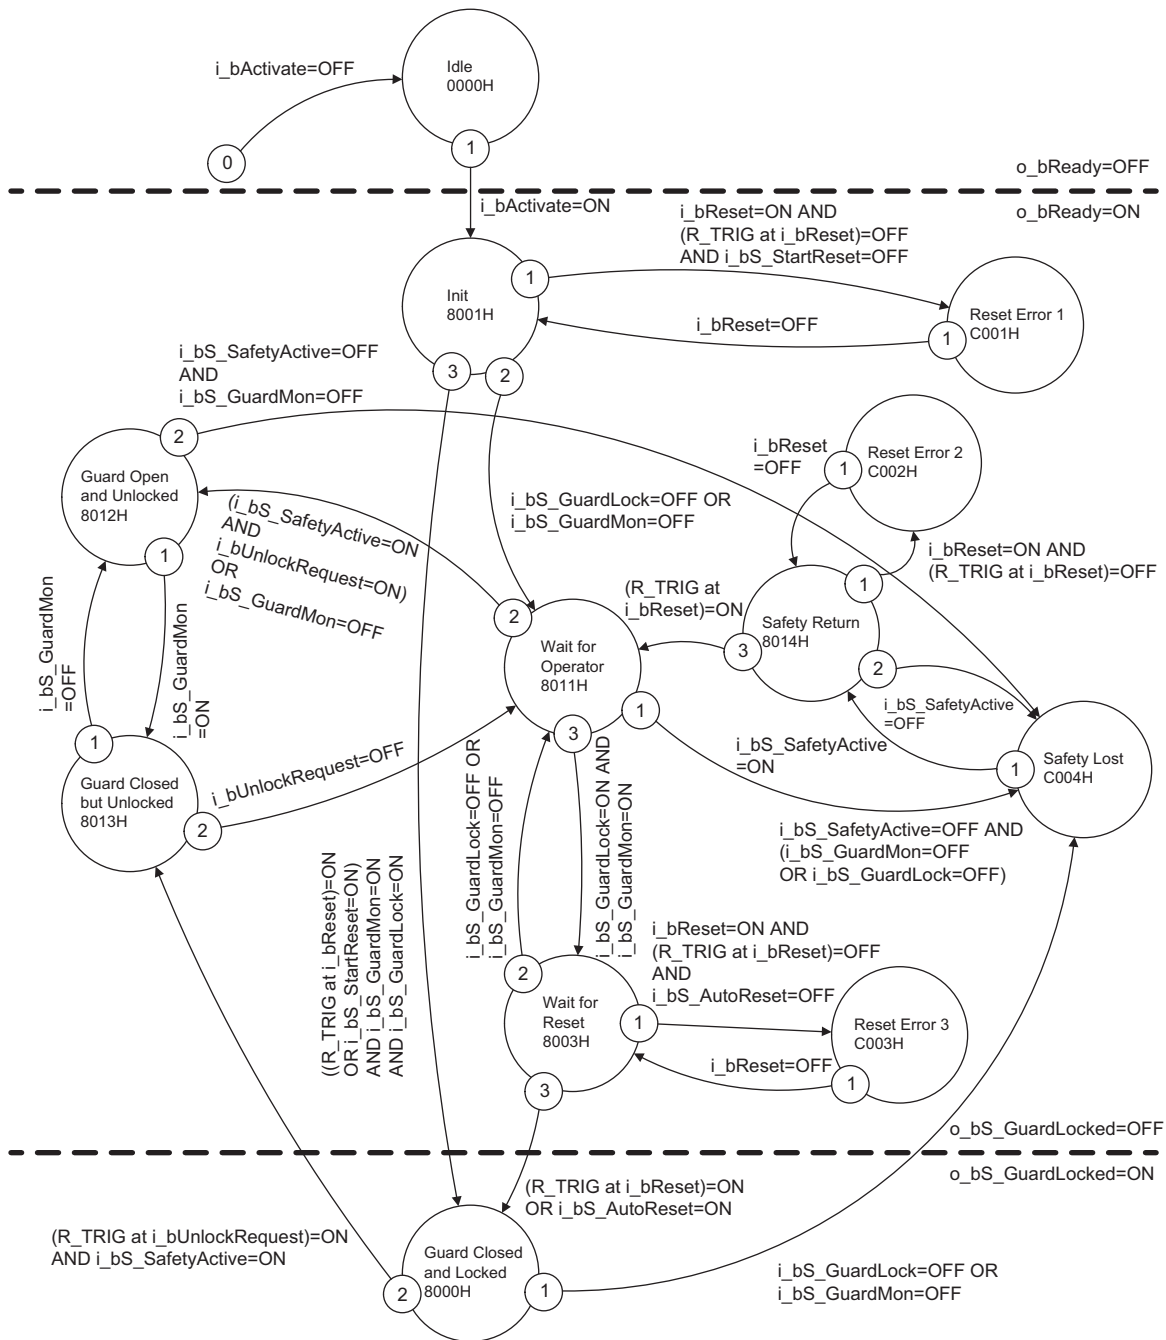 Idle
0000H
i_bActivate=OFF
1
0
o_bReady=OFF
i_bActivate=ON
o_bReady=ON
i_bReset=ON AND
(R_TRIG at i_bReset)=OFF
AND i_bS_StartReset=OFF
1
Init
8001H
Reset Error 1
C001H
1
i_bReset=OFF
3
2
i_bS_SafetyActive=OFF
AND
i_bS_GuardMon=OFF
2
Guard Open
and Unlocked
8012H
1
i_bReset
=OFF
1
Reset Error 2
C002H
i_bS_GuardLock=OFF OR
i_bS_GuardMon=OFF
(i_bS_SafetyActive=ON
AND
i_bUnlockRequest=ON)
OR
i_bS_GuardMon=OFF
i_bReset=ON AND
(R_TRIG at i_bReset)=OFF
(R_TRIG at
i_bReset)=ON
1
Safety Return
8014H
3
2
2
Wait for
Operator
8011H
1
3
i_bS_GuardMon
=OFF
i_bS_GuardMon
=ON
i_bS_SafetyActive
=OFF
i_bS_SafetyActive
=ON
Safety Lost
C004H
1
1
Guard Closed
but Unlocked
8013H
2
i_bUnlockRequest=OFF
i_bS_SafetyActive=OFF AND
(i_bS_GuardMon=OFF
OR i_bS_GuardLock=OFF)
((R_TRIG at i_bReset)=ON
OR i_bS_StartReset=ON)
AND i_bS_GuardMon=ON
AND i_bS_GuardLock=ON
i_bS_GuardLock=OFF OR
i_bS_GuardMon=OFF
i_bS_GuardLock=ON AND
i_bS_GuardMon=ON
i_bReset=ON AND
(R_TRIG at i_bReset)=OFF
AND
i_bS_AutoReset=OFF
2
Wait for
Reset
8003H
1
3
Reset Error 3
C003H
1
i_bReset=OFF
o_bS_GuardLocked=OFF
o_bS_GuardLocked=ON
(R_TRIG at i_bReset)=ON
OR i_bS_AutoReset=ON
(R_TRIG at i_bUnlockRequest)=ON
AND i_bS_SafetyActive=ON
Guard Closed
and Locked
8000H
2
1
i_bS_GuardLock=OFF OR
i_bS_GuardMon=OFF